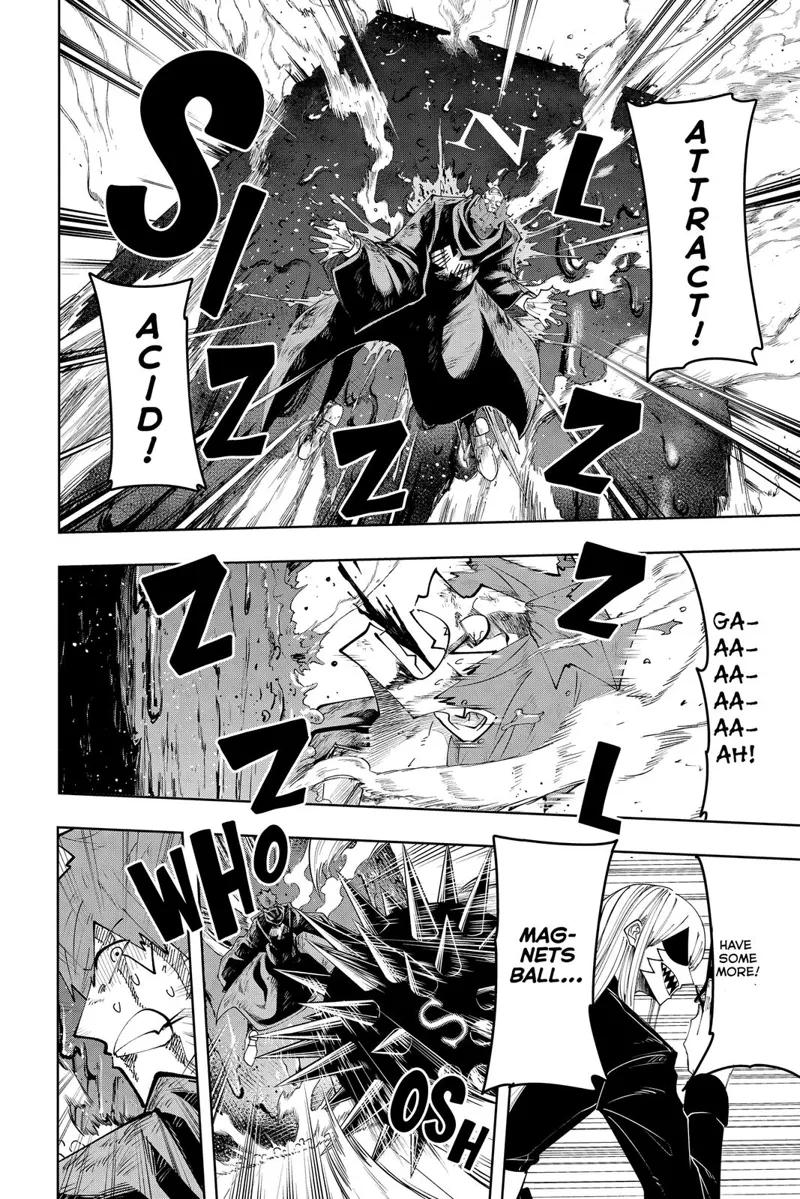 ATTRACT!
N
L
S
I
Z
Z
Z
ACID!
GA-
AA-
AA-
AA-
AA-
AH!
Z
Z
Z
L
HAVE
SOME
MORE!
MAG-
NETS
BALL...
S
WHO
OSH